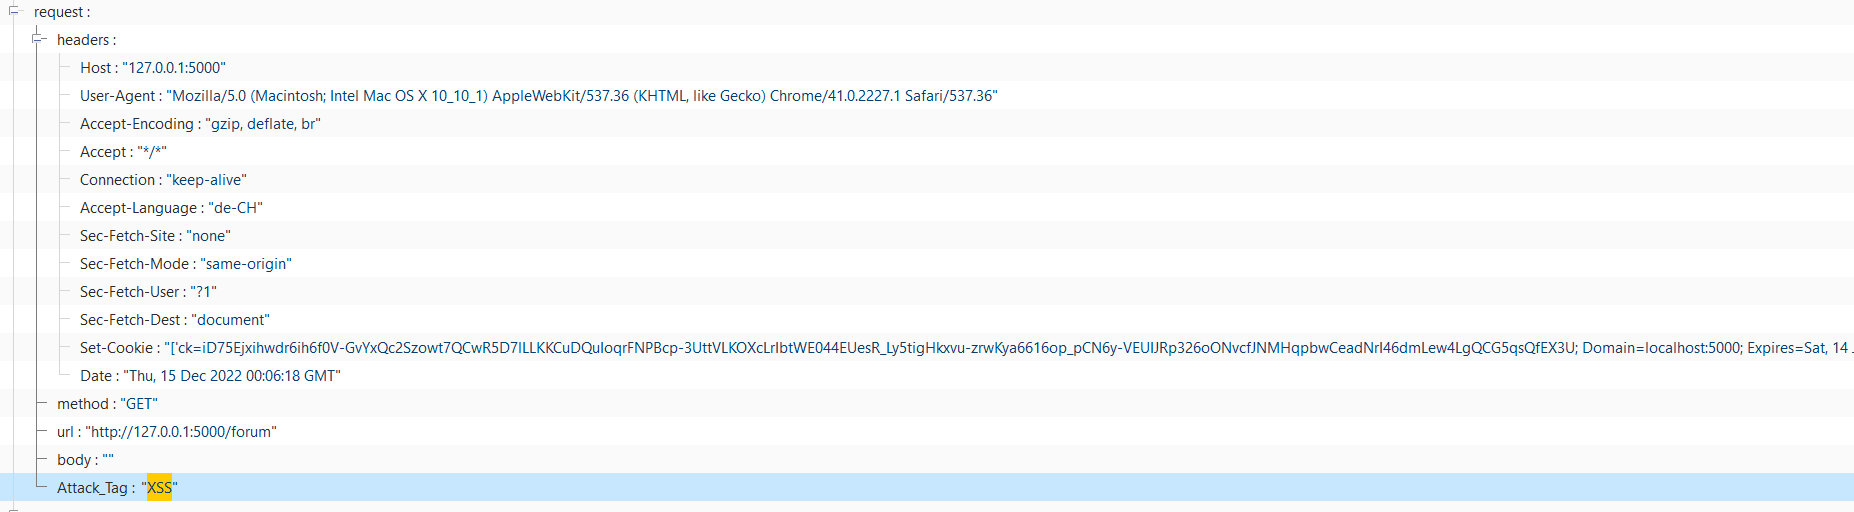 request :
headers :
Host : "127.0.0.1:5000"
User-Agent : "Mozilla/5.0 (Macintosh; Intel Mac OS X 10_10_1) AppleWebKit/537.36 (KHTML, like Gecko) Chrome/41.0.2227.1 Safari/537.36"
Accept-Encoding : "gzip, deflate, br"
Accept : "*/*"
Connection : "keep-alive"
Accept-Language : "de-CH"
Sec-Fetch-Site : "none"
Sec-Fetch-Mode : "same-origin"
Sec-Fetch-User : "?1"
Sec-Fetch-Dest : "document"
Set-Cookie : "['ck=iD75Ejxihwdr6ih6f0V-GvYxQc2Szowt7QCwR5D7ILLKKCuDQuIoqrFNPBcp-3UttVLKOXcLrIbtWE044EUesR_Ly5tigHkxvu-zrwKya6616op_pCN6y-VEUIJRp326oONvcfJNMHqpbwCeadNrI46dmLew4LgQCG5qsQfEX3U; Domain=localhost:5000; Expires=Sat, 14
Date : "Thu, 15 Dec 2022 00:06:18 GMT"
method : "GET"
url : "http://127.0.0.1:5000/forum"
body : ""
Attack_Tag : "XSS"